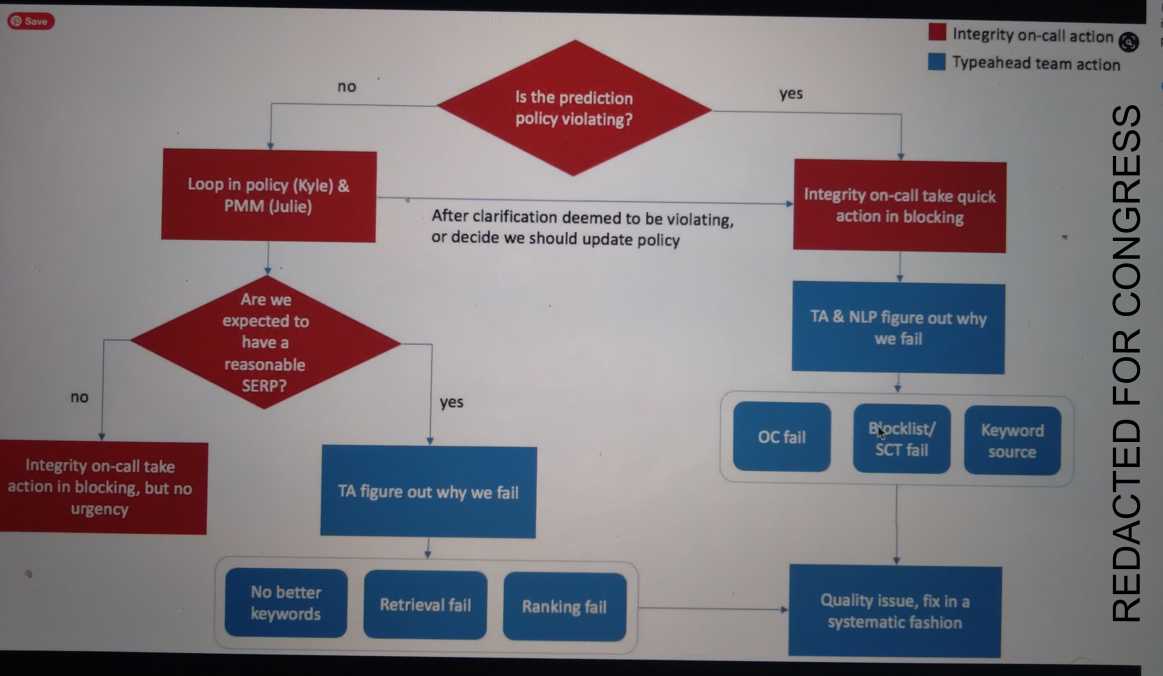 Save
Integrity on-call action
Typeahead team action
Is the prediction
policy violating?
no
yes
Loop in policy (Kyle) &
PMM (Julie)
After clarification deemed to be violating,
or decide we should update policy
Integrity on-call take quick
action in blocking
TA & NLP figure out why
we fail
Are we
expected to
have a
reasonable
SERP?
no
yes
OC fail
Blocklist/
SCT fail
Keyword
source
Integrity on-call take
action in blocking, but no
urgency
TA figure out why we fail
No better
keywords
Retrieval fail
Ranking fail
Quality issue, fix in a
systematic fashion
REDACTED FOR CONGRESS